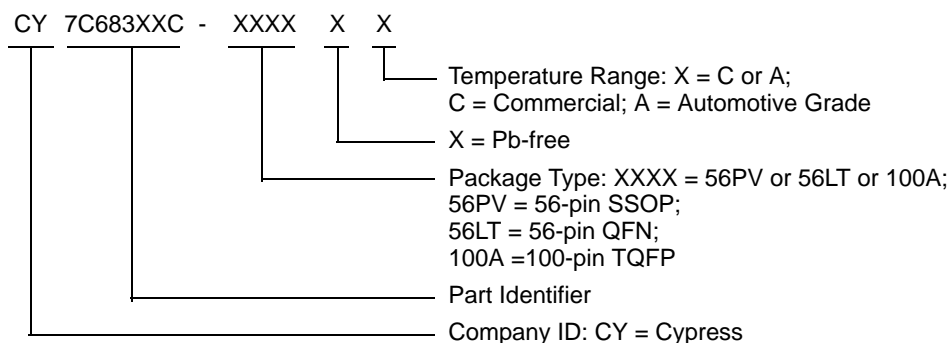 CY 7C683XXC - XXXX X X
Temperature Range: X = C or A;
C = Commercial; A = Automotive Grade
X = Pb-free
Package Type: XXXX = 56PV or 56LT or 100A;
56PV = 56-pin SSOP;
56LT = 56-pin QFN;
100A =100-pin TQFP
Part Identifier
Company ID: CY = Cypress